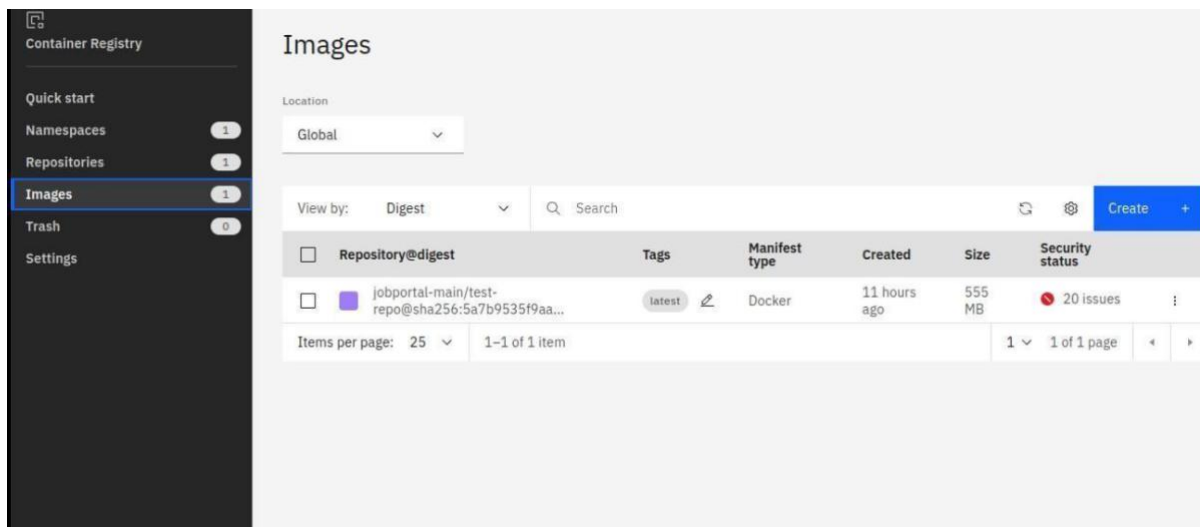 Container Registry
Quick start
Namespaces 1
Repositories 1
Images 1
Trash 0
Settings
Images
Location
Global
View by: Digest Search Create +
Repository@digest Tags Manifest type Created Size Security status
jobportal-main/test-
repo@sha256:5a7b9535f9aa... latest Docker 11 hours ago 555 MB 20 issues
Items per page: 25 1–1 of 1 item 1 1 of 1 page